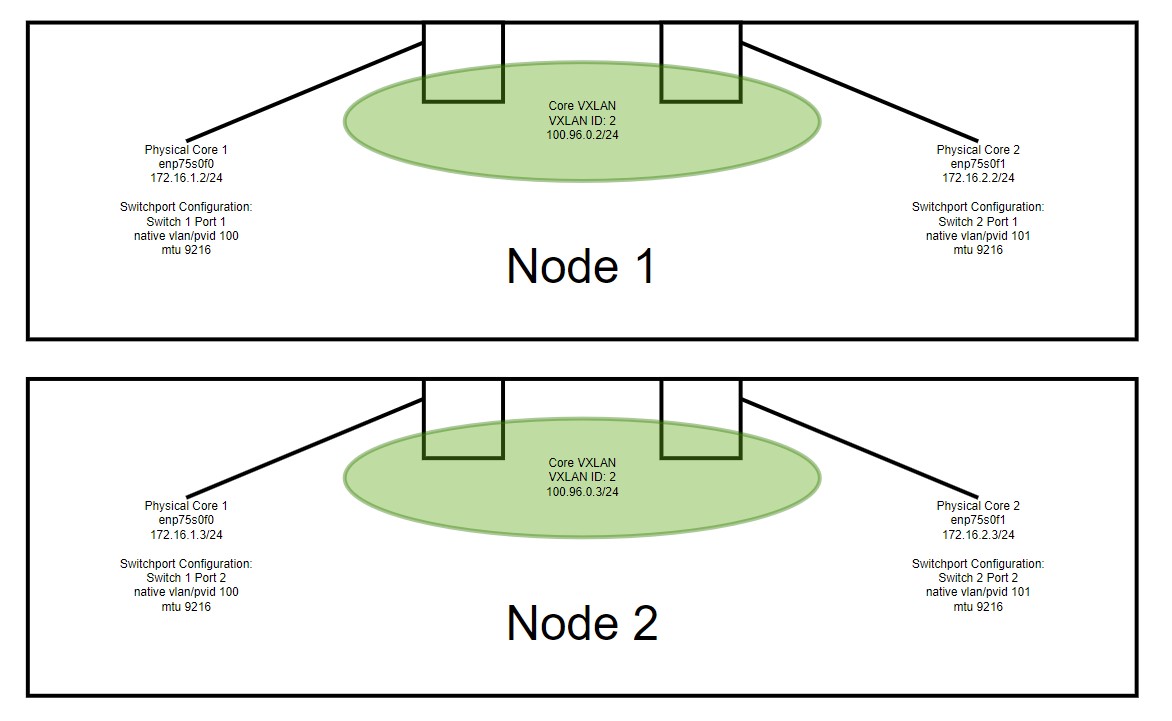 Core VXLAN
VXLAN ID: 2
100.96.0.2/24
Physical Core 1
enp75s0f0
172.16.1.2/24
Switchport Configuration:
Switch 1 Port 1
native vlan/pvid 100
mtu 9216
Physical Core 2
enp75s0f1
172.16.2.2/24
Switchport Configuration:
Switch 2 Port 1
native vlan/pvid 101
mtu 9216
Node 1
Core VXLAN
VXLAN ID: 2
100.96.0.3/24
Physical Core 1
enp75s0f0
172.16.1.3/24
Switchport Configuration:
Switch 1 Port 2
native vlan/pvid 100
mtu 9216
Physical Core 2
enp75s0f1
172.16.2.3/24
Switchport Configuration:
Switch 2 Port 2
native vlan/pvid 101
mtu 9216
Node 2